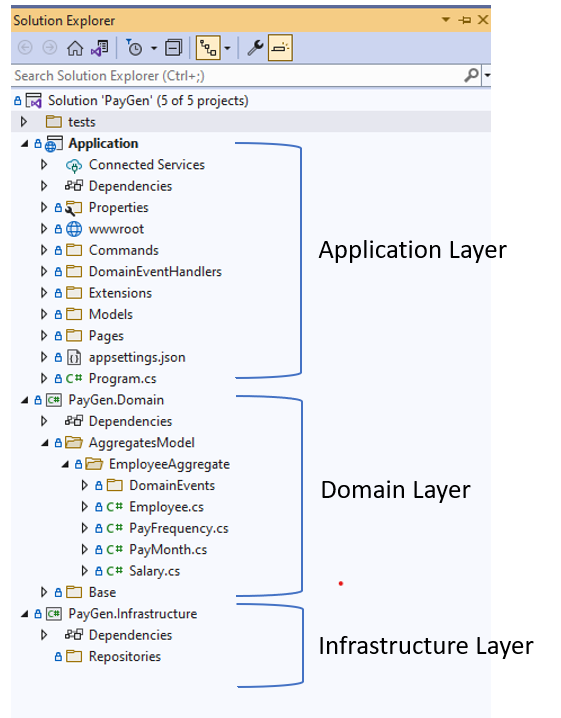 Solution Explorer
Search Solution Explorer (Ctrl+;)
Solution 'PayGen' (5 of 5 projects)
tests
Application
Connected Services
Dependencies
Properties
wwwroot
Commands
DomainEventHandlers
Extensions
Models
Pages
appsettings.json
C# Program.cs
Application Layer
C# PayGen.Domain
Dependencies
AggregatesModel
EmployeeAggregate
DomainEvents
C# Employee.cs
C# PayFrequency.cs
C# PayMonth.cs
C# Salary.cs
Base
Domain Layer
C# PayGen.Infrastructure
Dependencies
Repositories
Infrastructure Layer